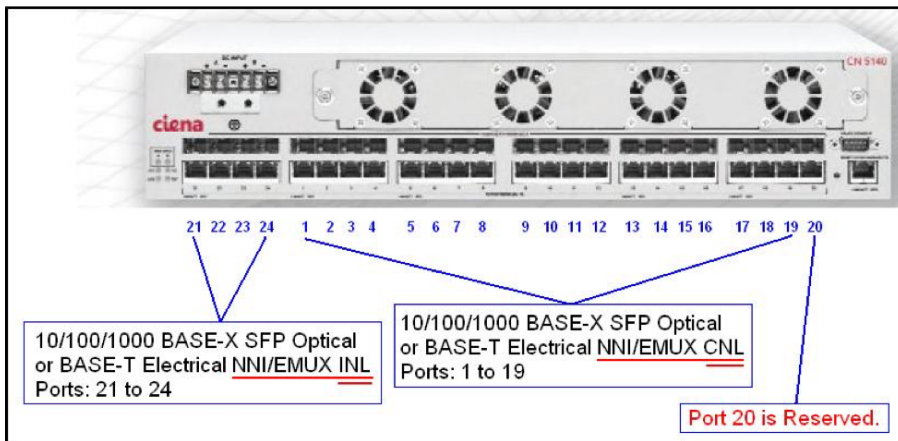 DC INPUT
CN 5140
ciena
21 22 23 24 1 2 3 4 5 6 7 8 9 10 11 12 13 14 15 16 17 18 19 20
10/100/1000 BASE-X SFP Optical
or BASE-T Electrical NNI/EMUX INL
Ports: 21 to 24
10/100/1000 BASE-X SFP Optical
or BASE-T Electrical NNI/EMUX CNL
Ports: 1 to 19
Port 20 is Reserved.